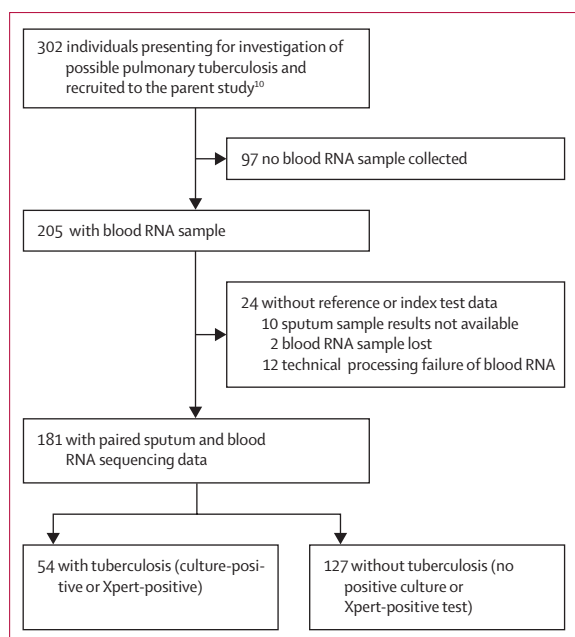 302 individuals presenting for investigation of
possible pulmonary tuberculosis and
recruited to the parent study¹⁰
97 no blood RNA sample collected
205 with blood RNA sample
24 without reference or index test data
10 sputum sample results not available
2 blood RNA sample lost
12 technical processing failure of blood RNA
181 with paired sputum and blood
RNA sequencing data
54 with tuberculosis (culture-posi-
tive or Xpert-positive)
127 without tuberculosis (no
positive culture or
Xpert-positive test)